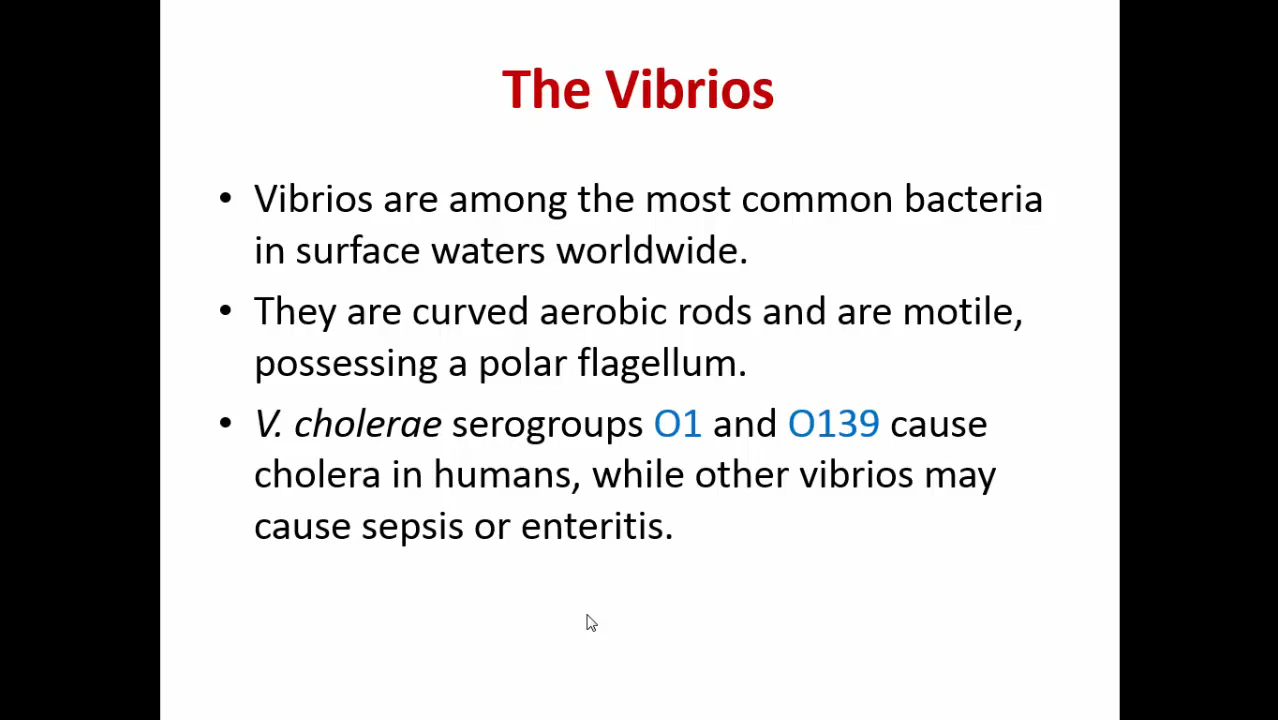 The Vibrios
• Vibrios are among the most common bacteria
in surface waters worldwide.
• They are curved aerobic rods and are motile,
possessing a polar flagellum.
• V. cholerae serogroups O1 and O139 cause
cholera in humans, while other vibrios may
cause sepsis or enteritis.